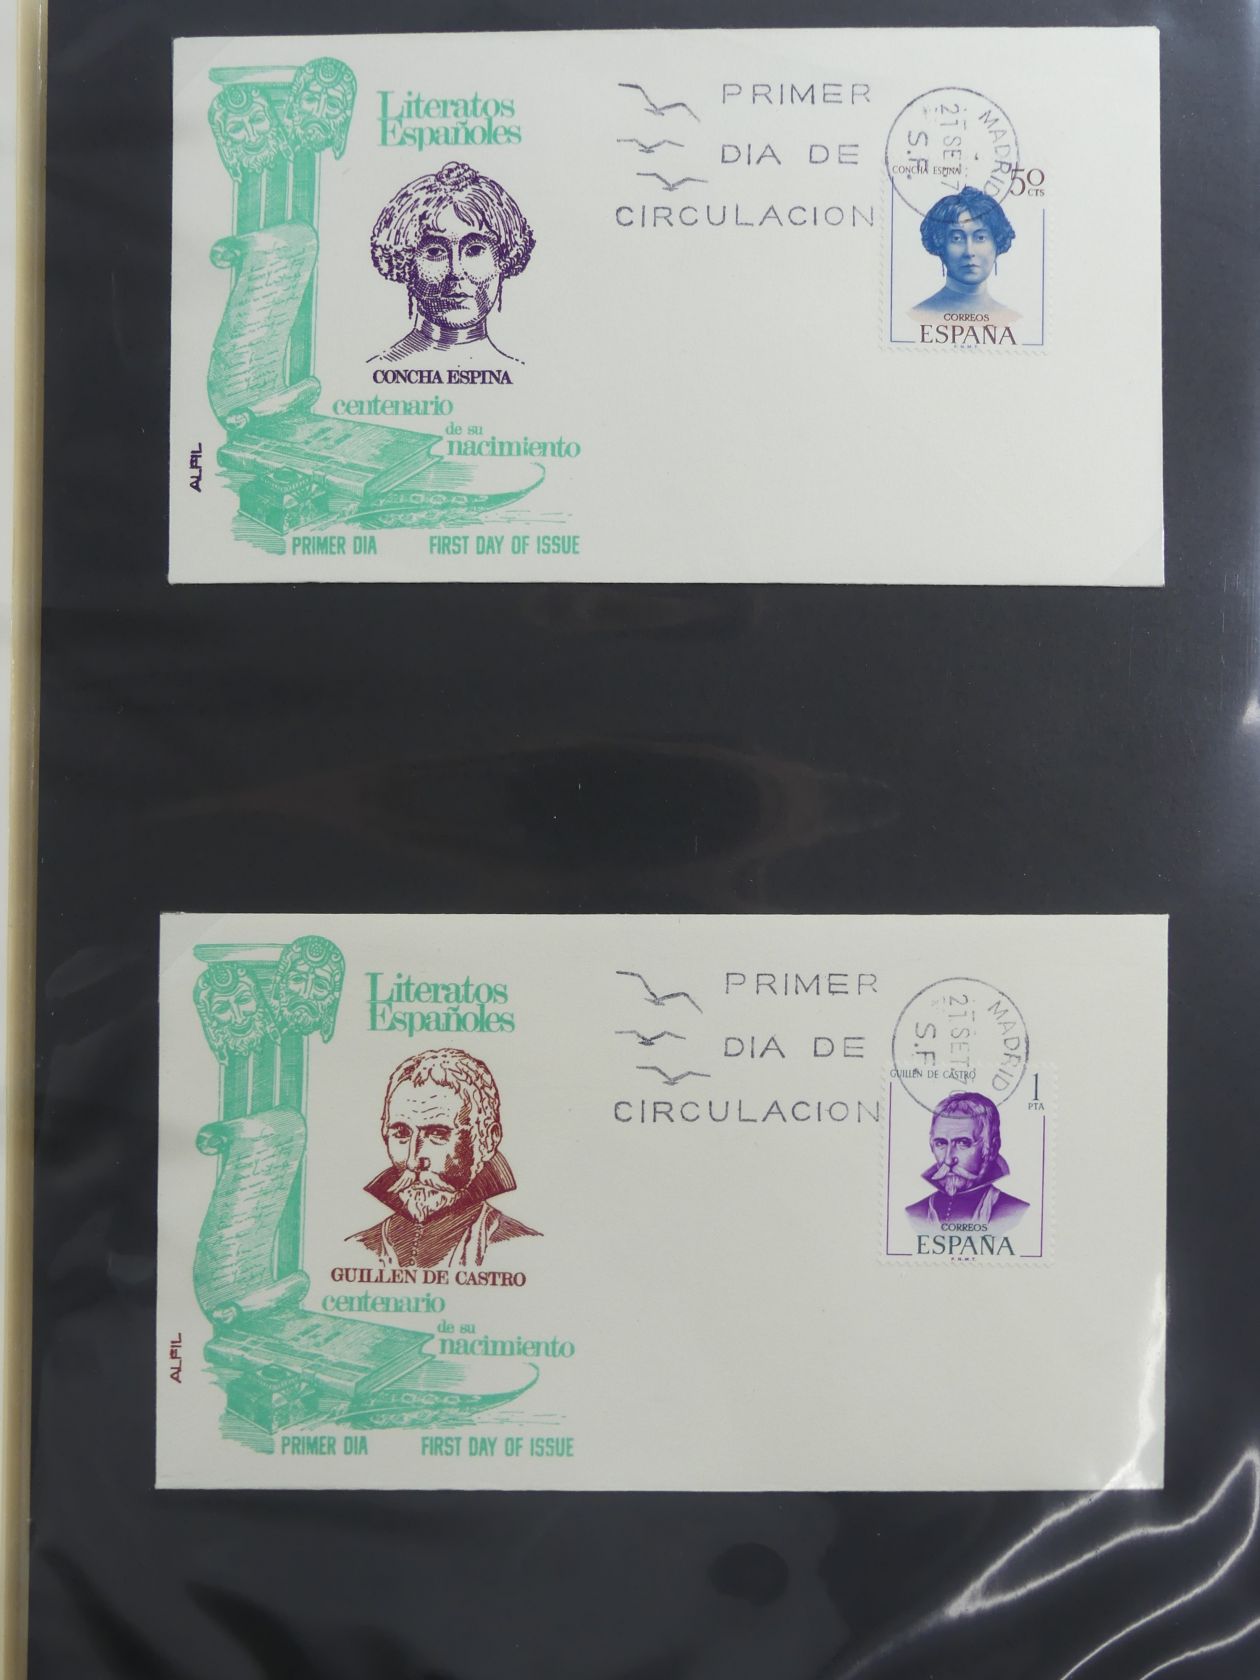 Literatos
Españoles
CONCHA ESPINA
centenario
de su
nacimiento
ALFIL
PRIMER DIA FIRST DAY OF ISSUE
PRIMER
DIA DE
CIRCULACION
MADRID
21 SET. 7
S.F.
CONCHA ESPINA
50
CTS
CORREOS
ESPAÑA
F.N.M.T.
Literatos
Españoles
GUILLEN DE CASTRO
centenario
de su
nacimiento
ALFIL
PRIMER DIA FIRST DAY OF ISSUE
PRIMER
DIA DE
CIRCULACION
MADRID
21 SET. 70
S.F.
GUILLÉN DE CASTRO
1
PTA
CORREOS
ESPAÑA
F.N.M.T.